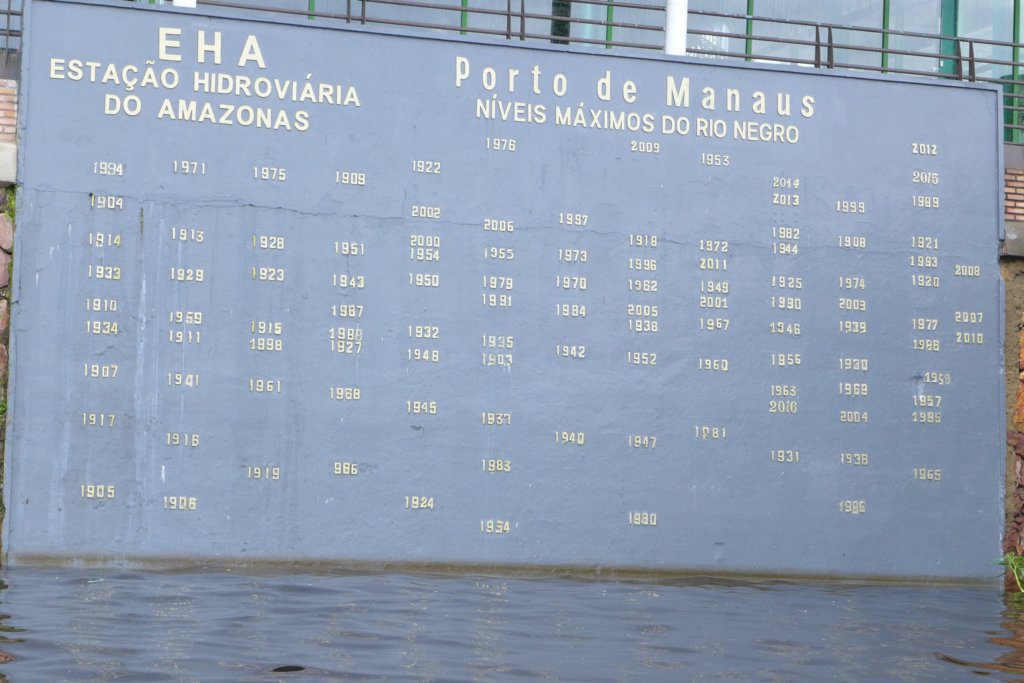 EHA
ESTAÇÃO HIDROVIÁRIA
DO AMAZONAS
Porto de Manaus
NÍVEIS MÁXIMOS DO RIO NEGRO
1976 2009 1953 2012
1994 1971 1975 1909 1922 2014 2015
1904 2002 2006 1997 2013 1999 1989
1914 1913 1928 1951 2000 1955 1973 1918 1972 1982 1908 1921
1954 1996 2011 1944 1993 2008
1933 1929 1923 1943 1950 1979 1970 1962 1949 1925 1974 1920
1910 1959 1987 1991 1984 2005 2001 1990 2003 2007
1934 1911 1915 1932 1935 1938 1967 1946 1939 1977 2010
1898 1927 1948 1903 1942 1952 1960 1956 1930 1988
1907 1941 1961 1968 1945 1963 1969 1958
1917 1937 2016 2004 1957
1995
1916 1940 1947 1981 1931 1936
1919 966 1983 1965
1905 1906 1924 1980 1986